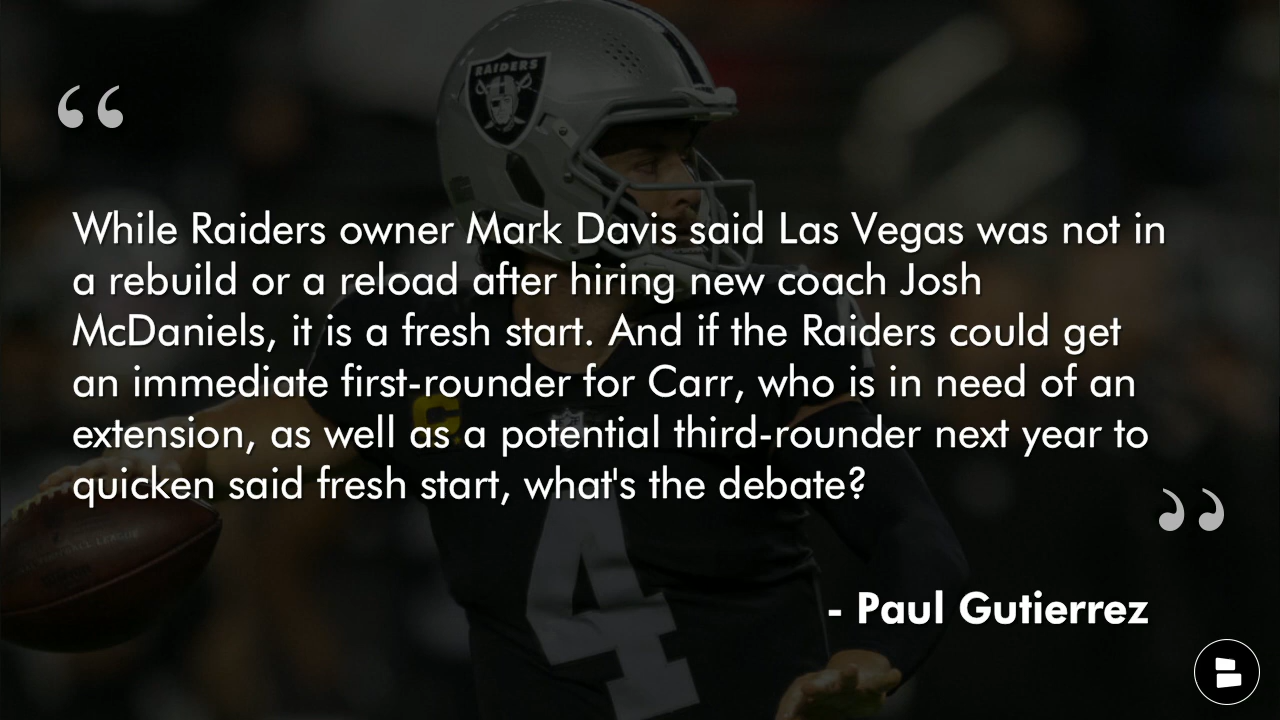 RAIDERS
“
While Raiders owner Mark Davis said Las Vegas was not in
a rebuild or a reload after hiring new coach Josh
McDaniels, it is a fresh start. And if the Raiders could get
an immediate first-rounder for Carr, who is in need of an
extension, as well as a potential third-rounder next year to
quicken said fresh start, what's the debate?
”
- Paul Gutierrez
C
4